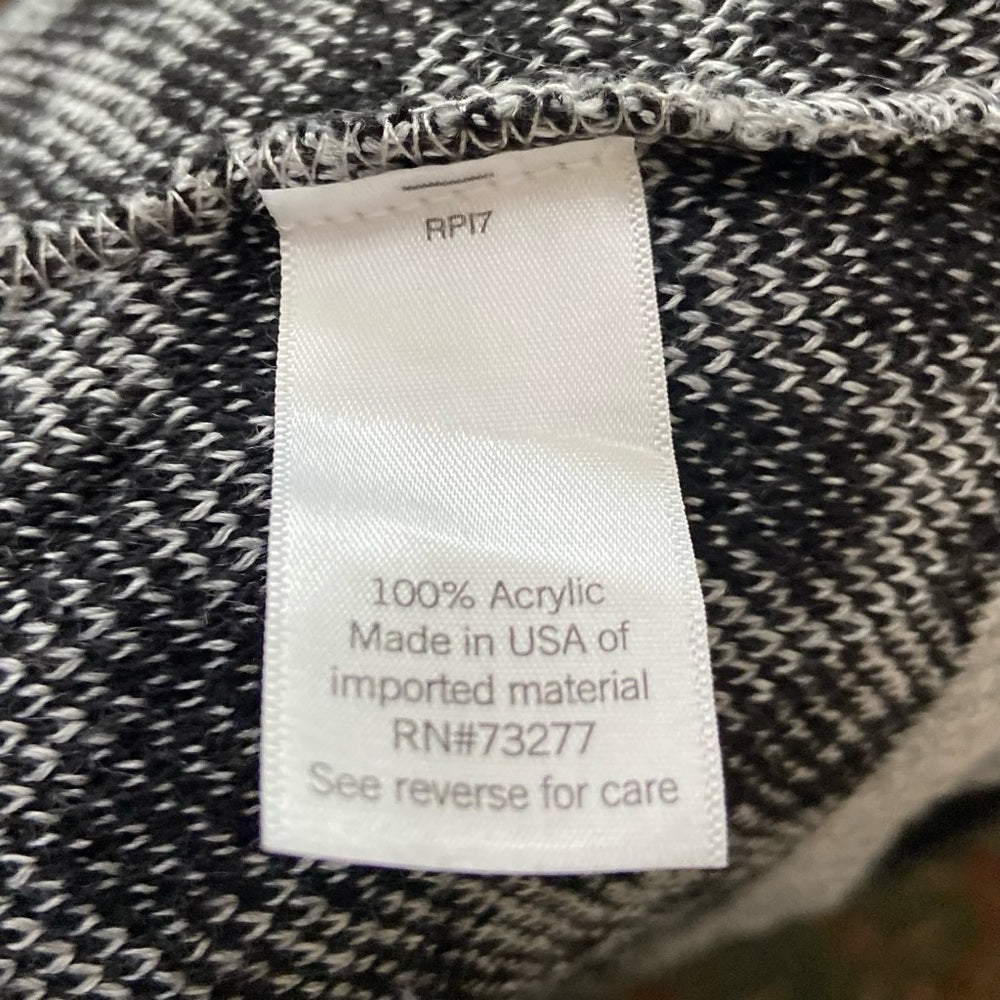 RPI7
100% Acrylic
Made in USA of
imported material
RN#73277
See reverse for care